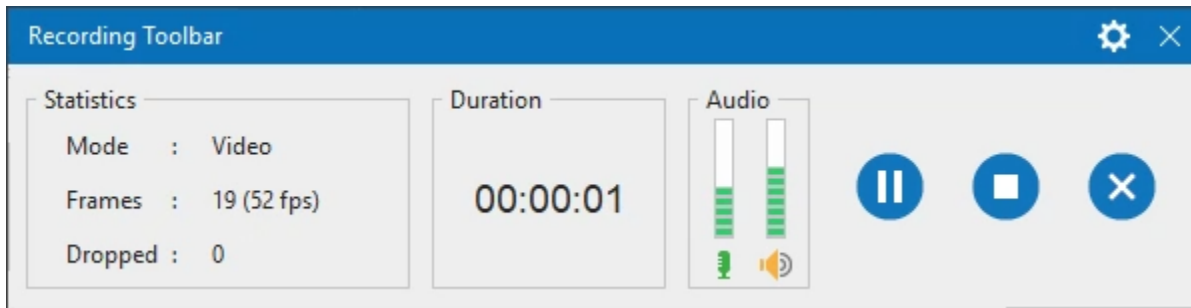 Recording Toolbar
Statistics
Mode : Video
Frames : 19 (52 fps)
Dropped : 0
Duration
00:00:01
Audio